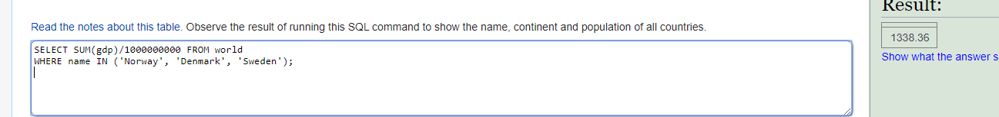 Result:
Read the notes about this table. Observe the result of running this SQL command to show the name, continent and population of all countries.
SELECT SUM(gdp)/1000000000 FROM world
WHERE name IN ('Norway', 'Denmark', 'Sweden');
1338.36
Show what the answer s